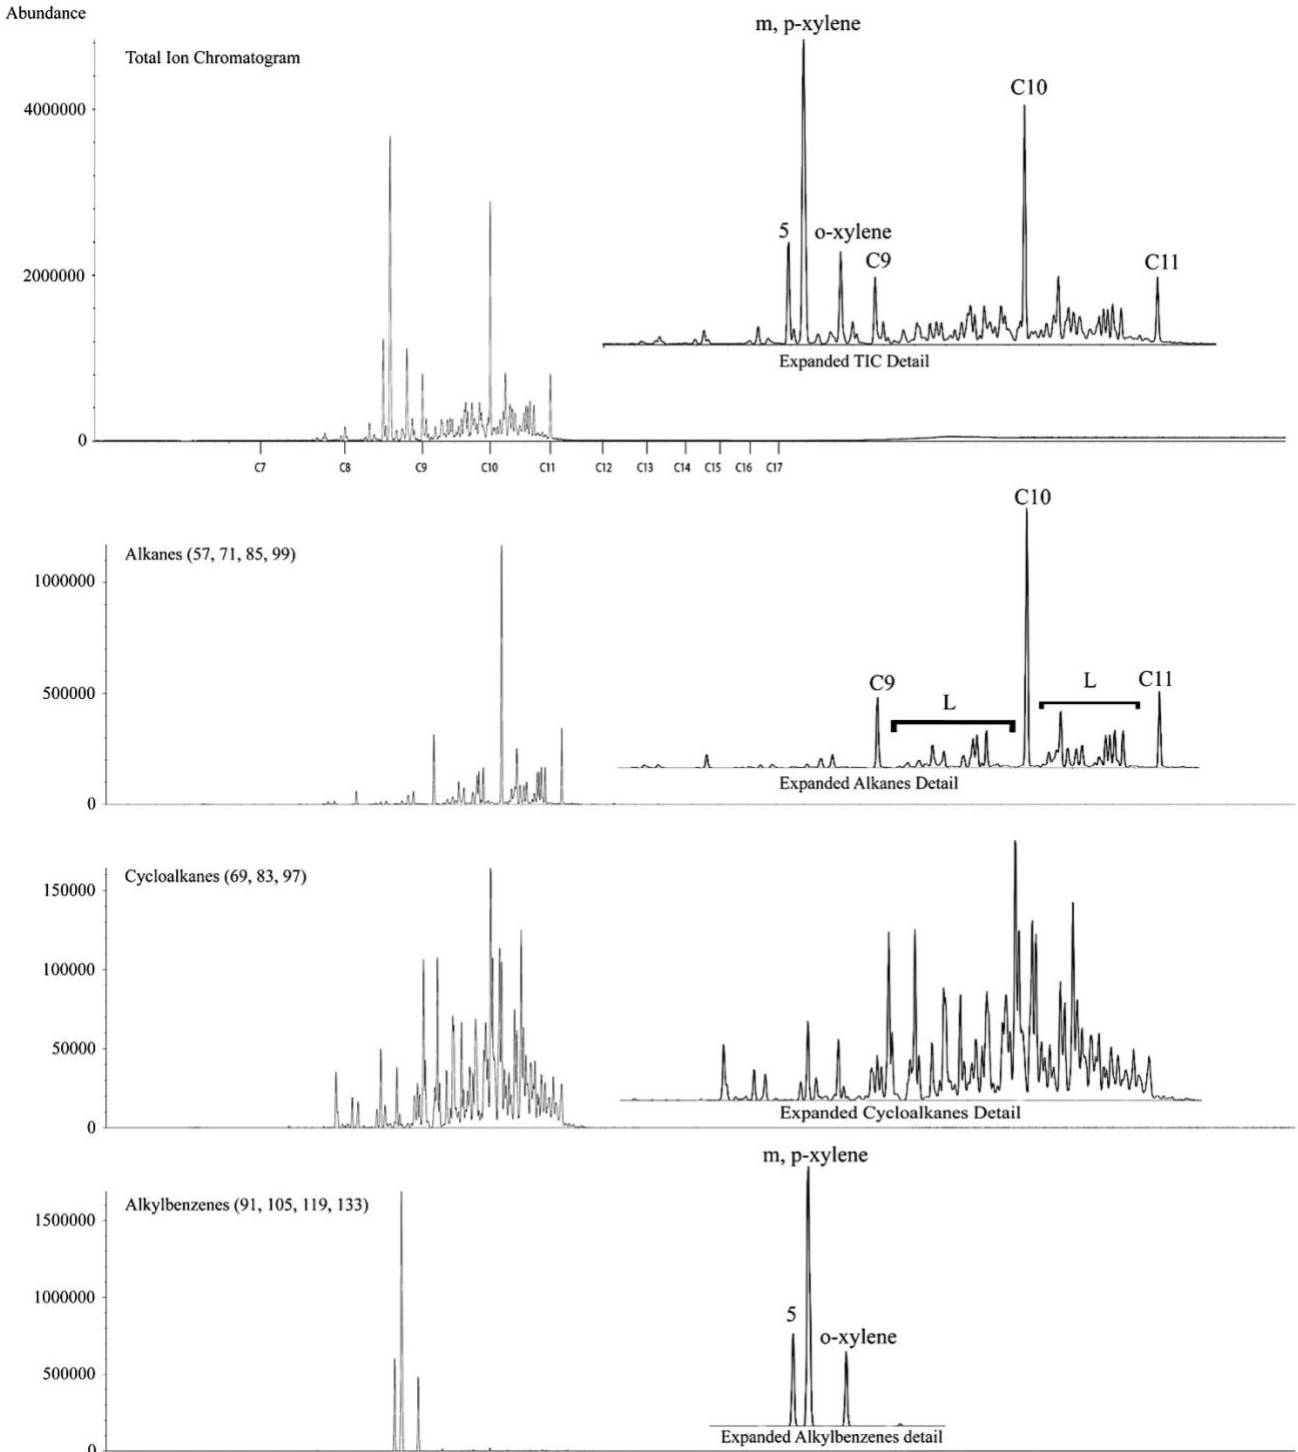 Abundance
Total Ion Chromatogram
m, p-xylene
C10
5
o-xylene
C9
C11
Expanded TIC Detail
4000000
2000000
0
C7 C8 C9 C10 C11 C12 C13 C14 C15 C16 C17
Alkanes (57, 71, 85, 99)
C10
C9
L
L
C11
Expanded Alkanes Detail
1000000
500000
0
Cycloalkanes (69, 83, 97)
Expanded Cycloalkanes Detail
150000
100000
50000
0
Alkylbenzenes (91, 105, 119, 133)
m, p-xylene
5
o-xylene
Expanded Alkylbenzenes detail
1500000
1000000
500000
0